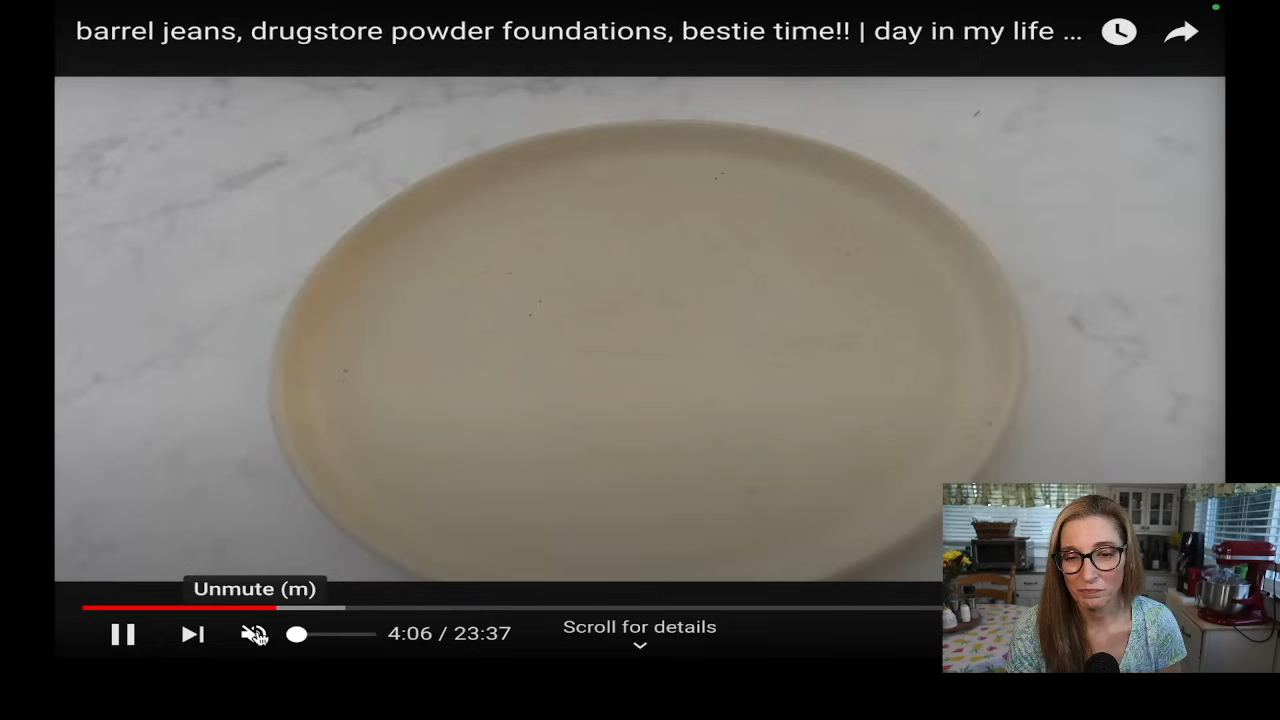 barrel jeans, drugstore powder foundations, bestie time!! | day in my life ...
Unmute (m)
4:06 / 23:37
Scroll for details